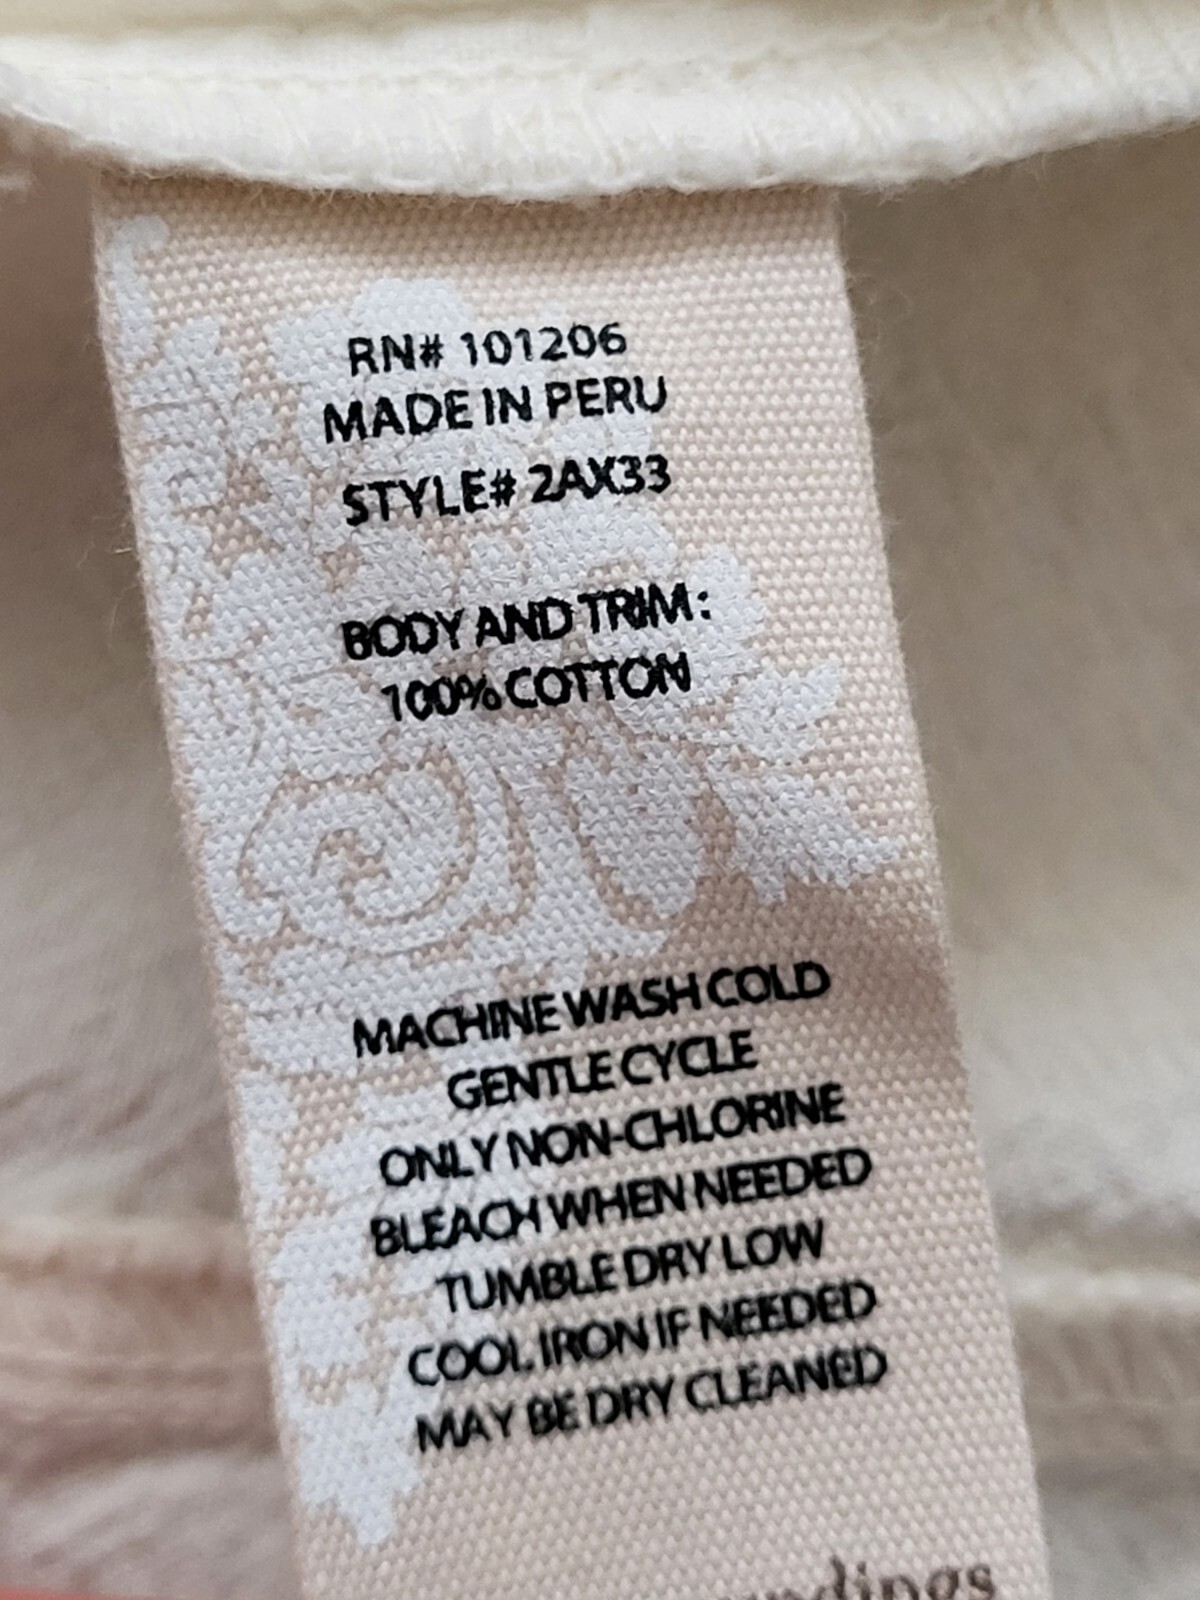 RN# 101206
MADE IN PERU
STYLE# 2AX33
BODY AND TRIM:
100% COTTON
MACHINE WASH COLD
GENTLE CYCLE
ONLY NON-CHLORINE
BLEACH WHEN NEEDED
TUMBLE DRY LOW
COOL IRON IF NEEDED
MAY BE DRY CLEANED